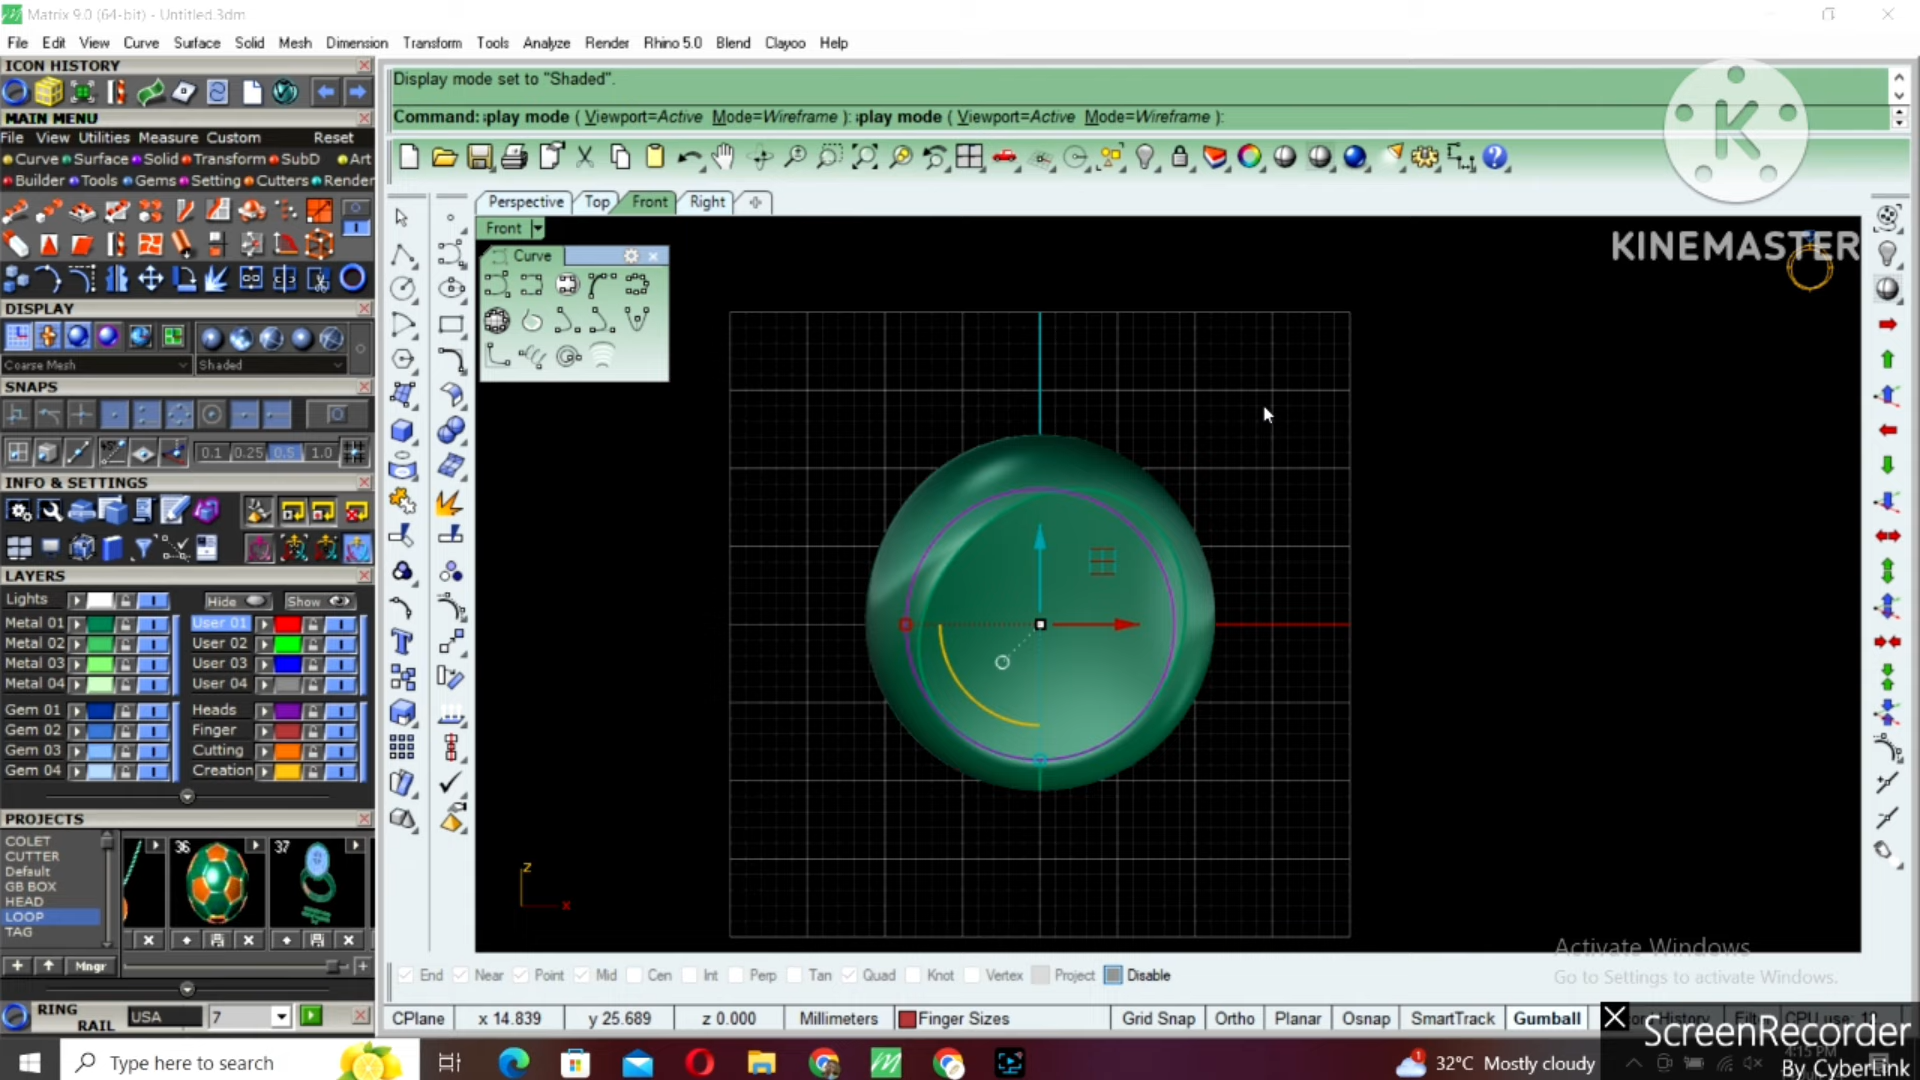 Matrix 9.0 (64-bit) - Untitled.3dm
File Edit View Curve Surface Solid Mesh Dimension Transform Tools Analyze Render Rhino 5.0 Blend Clayoo Help
ICON HISTORY
Display mode set to "Shaded".
Command: splay mode ( Viewport=Active Mode=Wireframe ): splay mode ( Viewport=Active Mode=Wireframe ):
K
MAIN MENU
File View Utilities Measure Custom Reset
Curve Surface Solid Transform SubD Art
Builder Tools Gems Setting Cutters Render
Perspective Top Front Right
Front
Curve
KINEMASTER
DISPLAY
Coarse Mesh Shaded
SNAPS
0.1 0.25 0.5 1.0
INFO & SETTINGS
LAYERS
Lights Hide Show
Metal 01 User 01
Metal 02 User 02
Metal 03 User 03
Metal 04 User 04
Gem 01 Heads
Gem 02 Finger
Gem 03 Cutting
Gem 04 Creation
PROJECTS
COLET
CUTTER
Default
GB BOX
HEAD
LOOP
TAG
36 37
Mngr
z
x
Activate Windows
Go to Settings to activate Windows.
End Near Point Mid Cen Int Perp Tan Quad Knot Vertex Project Disable
RING RAIL USA 7
CPlane x 14.839 y 25.689 z 0.000 Millimeters Finger Sizes Grid Snap Ortho Planar Osnap SmartTrack Gumball
ScreenRecorder
By CyberLink
Type here to search
32°C Mostly cloudy
4:15 PM